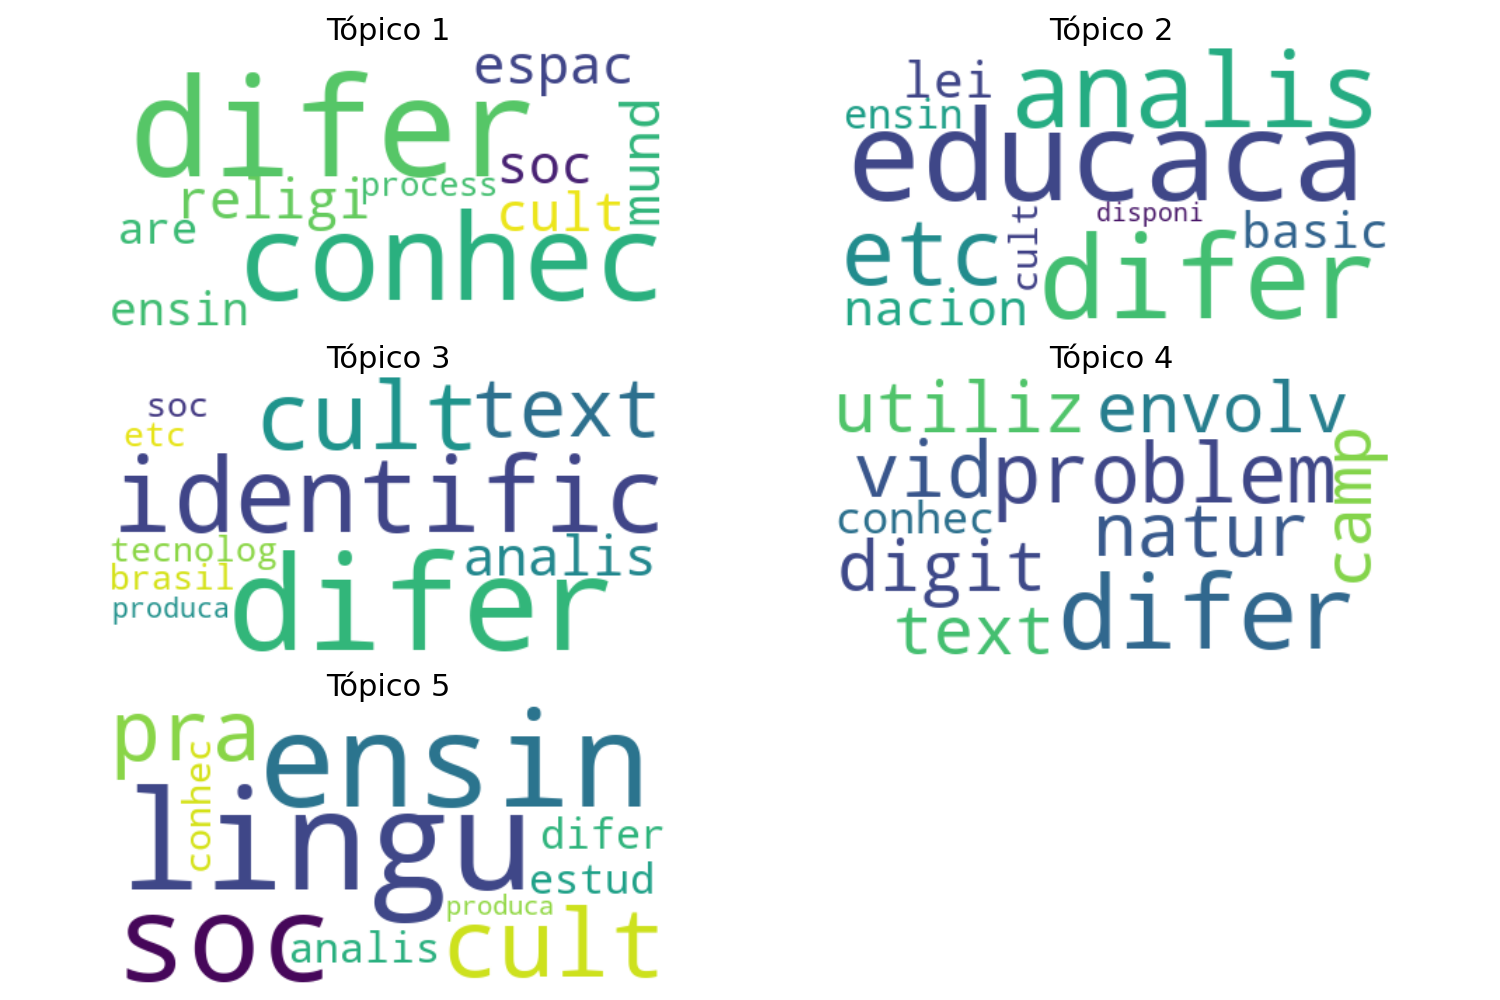 Tópico 1
espac
difer
mund
soc
process
religi
cult
are
conhec
ensin
Tópico 2
lei
analis
ensin
educaca
disponi
cult
basic
etc
difer
nacion
Tópico 3
soc
cult
text
etc
identific
tecnolog
analis
brasil
difer
produca
Tópico 4
utiliz
envolv
vid
problem
camp
conhec
natur
digit
difer
text
Tópico 5
pra
ensin
conhec
lingu
difer
estud
produca
soc
analis
cult